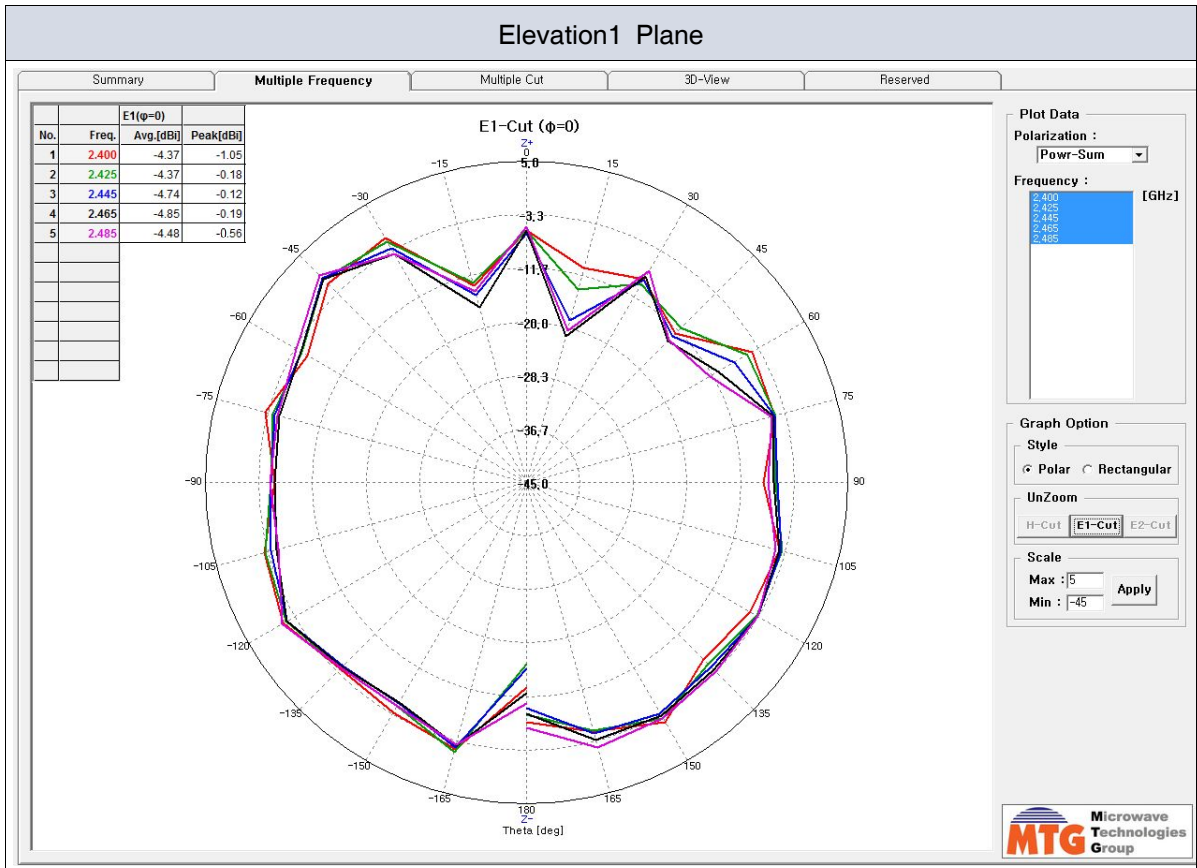 Elevation1 Plane
Summary
Multiple Frequency
Multiple Cut
3D-View
Reserved
E1(φ=0)
No. Freq. Avg.[dBi] Peak[dBi]
1 2.400 -4.37 -1.05
2 2.425 -4.37 -0.18
3 2.445 -4.74 -0.12
4 2.465 -4.85 -0.19
5 2.485 -4.48 -0.56
E1-Cut (φ=0)
Z+
0
-15
15
-30
30
-45
45
-60
60
-75
75
-90
90
-105
105
-120
120
-135
135
-150
150
-165
165
180
Z-
Theta [deg]
5,0
-3,3
-11,7
-20,0
-28,3
-36,7
-45,0
Plot Data
Polarization :
Powr-Sum
Frequency :
[GHz]
2,400
2,425
2,445
2,465
2,485
Graph Option
Style
Polar Rectangular
UnZoom
H-Cut E1-Cut E2-Cut
Scale
Max : 5
Min : -45
Apply
MTG
Microwave
Technologies
Group